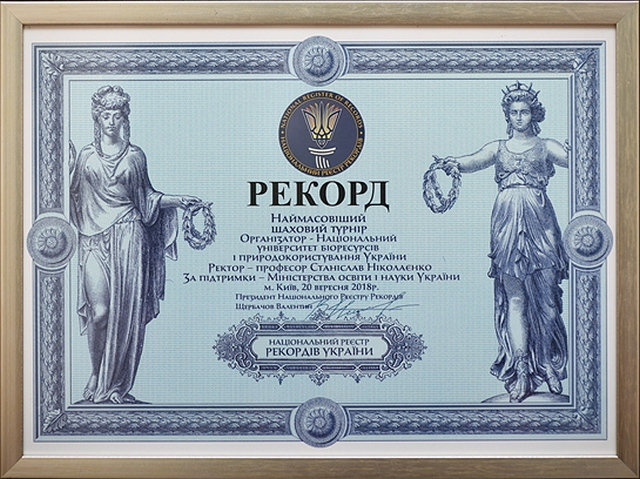 NATIONAL REGISTER OF RECORDS
НАЦІОНАЛЬНИЙ РЕЄСТР РЕКОРДІВ
РЕКОРД
Наймасовіший
шаховий турнір
Організатор - Національний
університет біоресурсів
і природокористування України
Ректор – професор Станіслав Ніколаєнко
За підтримки – Міністерства освіти і науки України
м. Київ, 20 вересня 2018р.
Президент Національного Реєстру Рекордів
Щербачов Валентин
НАЦІОНАЛЬНИЙ РЕЄСТР
РЕКОРДІВ УКРАЇНИ